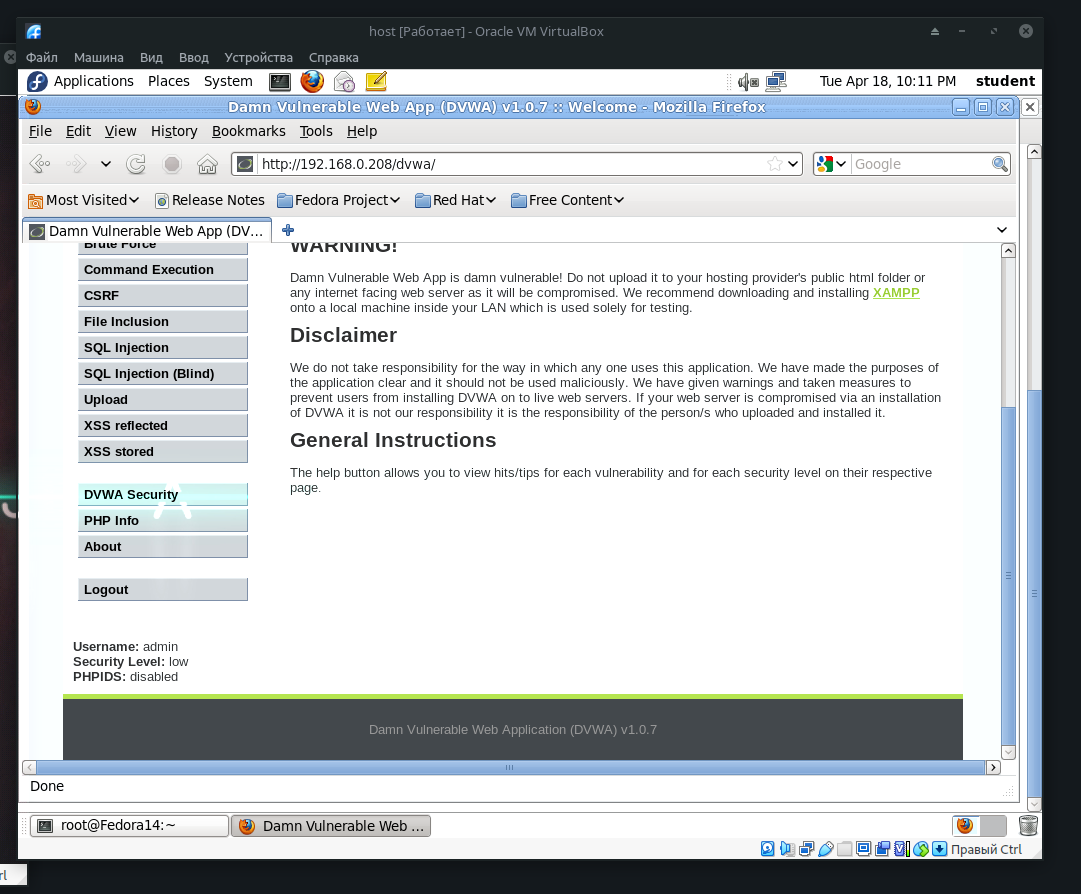 host [Работает] - Oracle VM VirtualBox
Файл Машина Вид Ввод Устройства Справка
Applications Places System Tue Apr 18, 10:11 PM student
Damn Vulnerable Web App (DVWA) v1.0.7 :: Welcome - Mozilla Firefox
File Edit View History Bookmarks Tools Help
http://192.168.0.208/dvwa/ Google
Most Visited Release Notes Fedora Project Red Hat Free Content
Damn Vulnerable Web App (DV...
Brute Force
Command Execution
CSRF
File Inclusion
SQL Injection
SQL Injection (Blind)
Upload
XSS reflected
XSS stored
DVWA Security
PHP Info
About
Logout
Username: admin
Security Level: low
PHPIDS: disabled
WARNING!
Damn Vulnerable Web App is damn vulnerable! Do not upload it to your hosting provider's public html folder or
any internet facing web server as it will be compromised. We recommend downloading and installing XAMPP
onto a local machine inside your LAN which is used solely for testing.
Disclaimer
We do not take responsibility for the way in which any one uses this application. We have made the purposes of
the application clear and it should not be used maliciously. We have given warnings and taken measures to
prevent users from installing DVWA on to live web servers. If your web server is compromised via an installation
of DVWA it is not our responsibility it is the responsibility of the person/s who uploaded and installed it.
General Instructions
The help button allows you to view hits/tips for each vulnerability and for each security level on their respective
page.
Damn Vulnerable Web Application (DVWA) v1.0.7
Done
root@Fedora14:~ Damn Vulnerable Web ...
Правый Ctrl